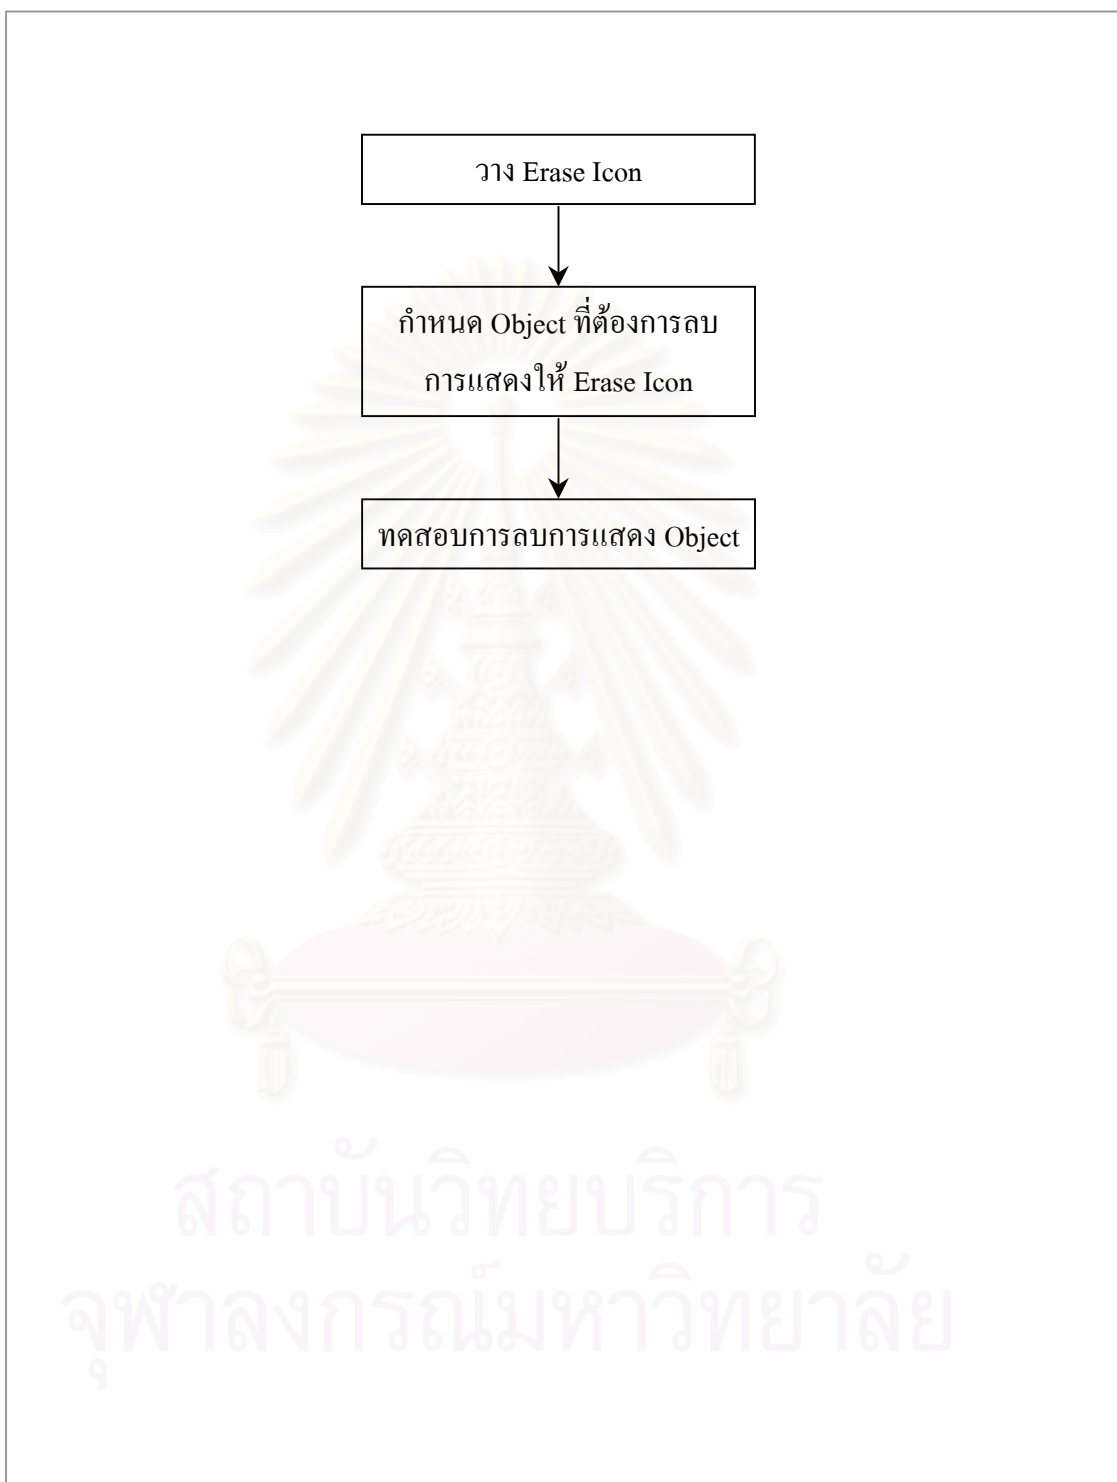 วาง Erase Icon
กำหนด Object ที่ต้องการลบ
การแสดงให้ Erase Icon
ทดสอบการลบการแสดง Object
สถาบันวิทยบริการ
จุฬาลงกรณ์มหาวิทยาลัย